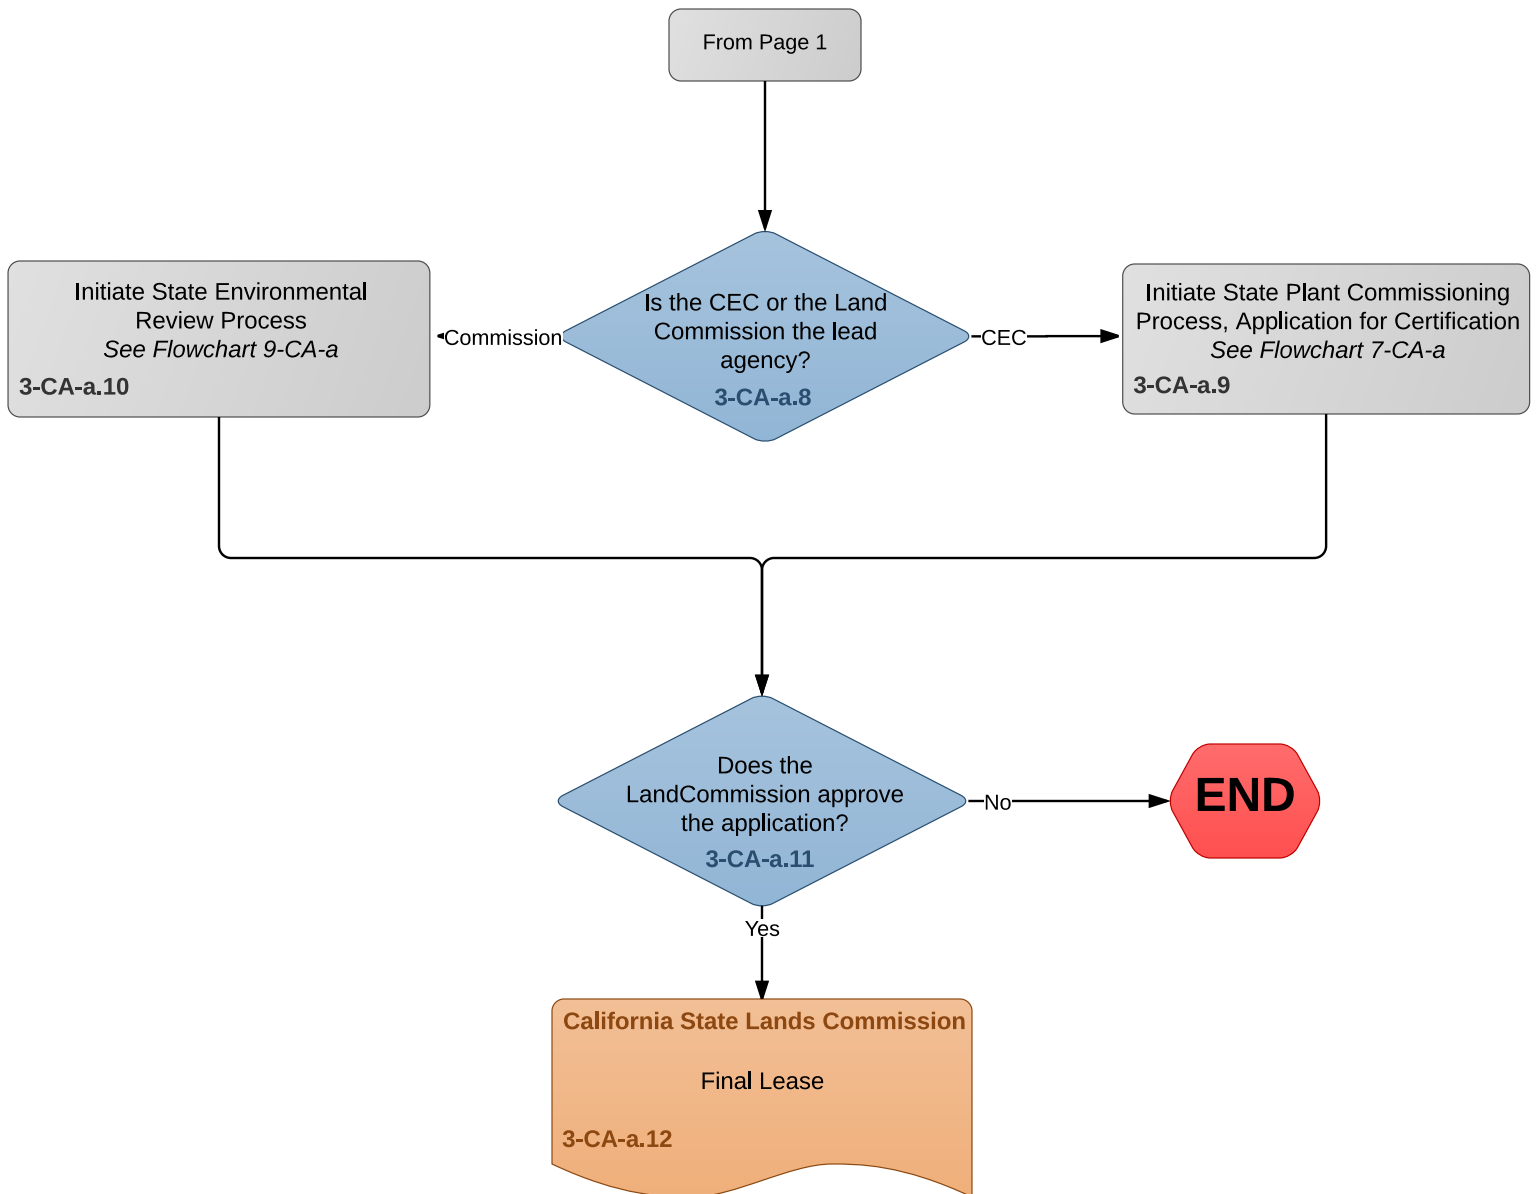 From Page 1
Initiate State Environmental
Review Process
See Flowchart 9-CA-a
3-CA-a.10
Commission
Is the CEC or the Land
Commission the lead
agency?
3-CA-a.8
CEC
Initiate State Plant Commissioning
Process, Application for Certification
See Flowchart 7-CA-a
3-CA-a.9
Does the
LandCommission approve
the application?
3-CA-a.11
No
END
Yes
California State Lands Commission
Final Lease
3-CA-a.12